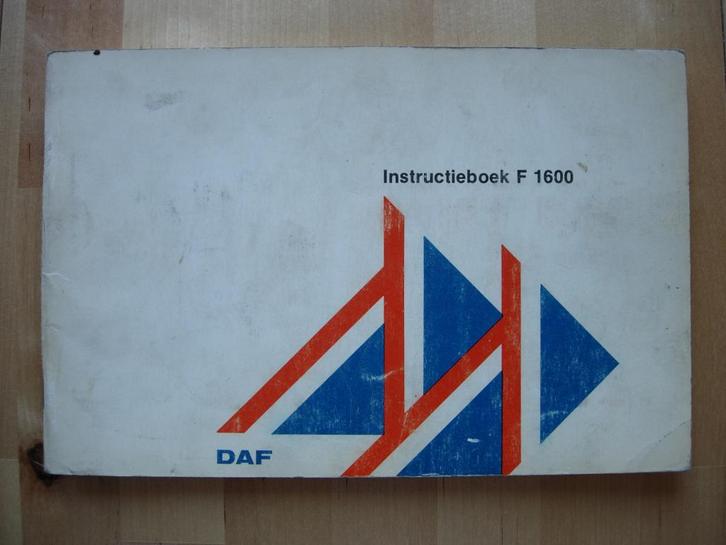 Instructieboek F 1600
DAF